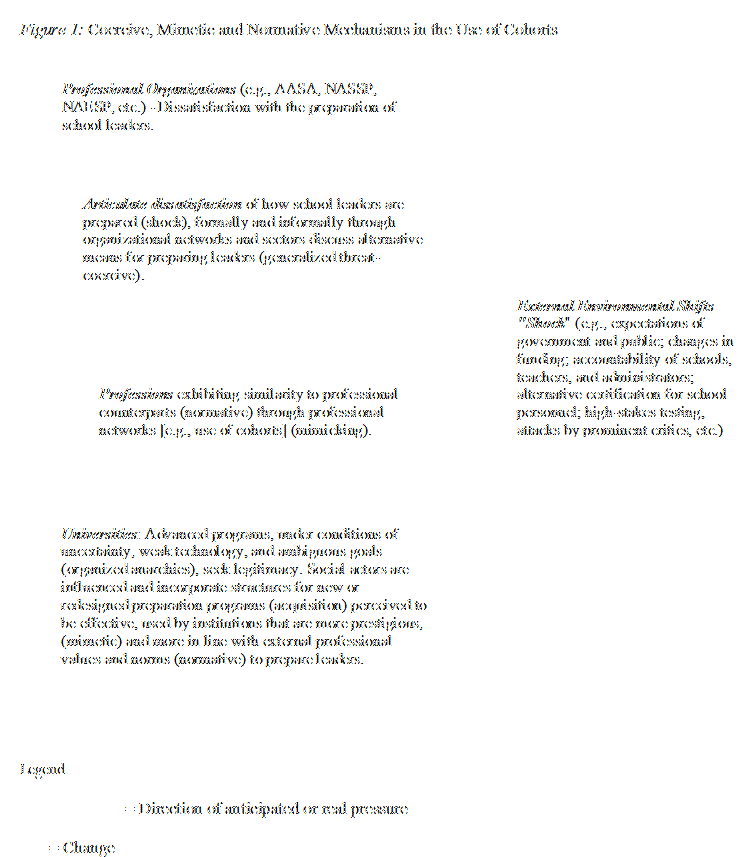 Figure 1: Coercive, Mimetic and Normative Mechanisms in the Use of Cohorts
Professional Organizations (e.g., AASA, NASSP,
NAESP, etc.) -Dissatisfaction with the preparation of
school leaders.
Articulate dissatisfaction of how school leaders are
prepared (shock), formally and informally through
organizational networks and sectors discuss alternative
means for preparing leaders (generalized threat-
coercive).
External Environmental Shifts
"Shock" (e.g., expectations of
government and public; changes in
funding; accountability of schools,
teachers, and administrators;
alternative certification for school
personnel; high-stakes testing,
attacks by prominent critics, etc.)
Professions exhibiting similarity to professional
counterparts (normative) through professional
networks [e.g., use of cohorts] (mimicking).
Universities: Advanced programs, under conditions of
uncertainty, weak technology, and ambiguous goals
(organized anarchies), seek legitimacy. Social actors are
influenced and incorporate structures for new or
redesigned preparation programs (acquisition) perceived to
be effective, used by institutions that are more prestigious,
(mimetic) and more in line with external professional
values and norms (normative) to prepare leaders.
Legend
= Direction of anticipated or real pressure
= Change